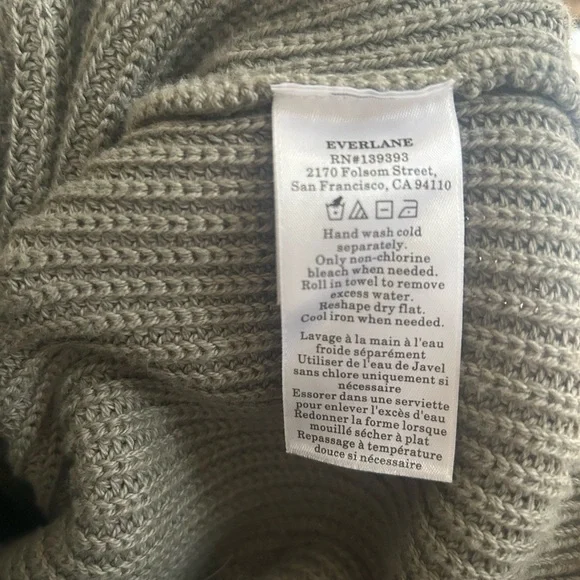 EVERLANE
RN#139393
2170 Folsom Street,
San Francisco, CA 94110
Hand wash cold
separately.
Only non-chlorine
bleach when needed.
Roll in towel to remove
excess water.
Reshape dry flat.
Cool iron when needed.
Lavage à la main à l'eau
froide séparément
Utiliser de l'eau de Javel
sans chlore uniquement si
nécessaire
Essorer dans une serviette
pour enlever l'excès d'eau
Redonner la forme lorsque
mouillé sécher à plat
Repassage à température
douce si nécessaire